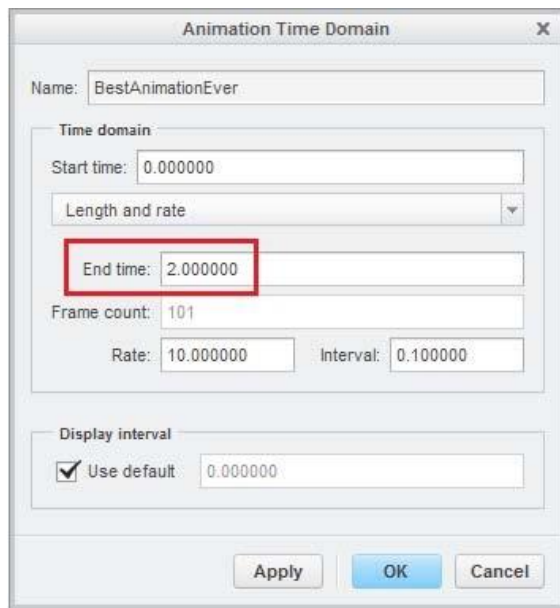 Animation Time Domain X
Name: BestAnimationEver
Time domain
Start time: 0.000000
Length and rate
End time: 2.000000
Frame count: 101
Rate: 10.000000 Interval: 0.100000
Display interval
Use default 0.000000
Apply OK Cancel